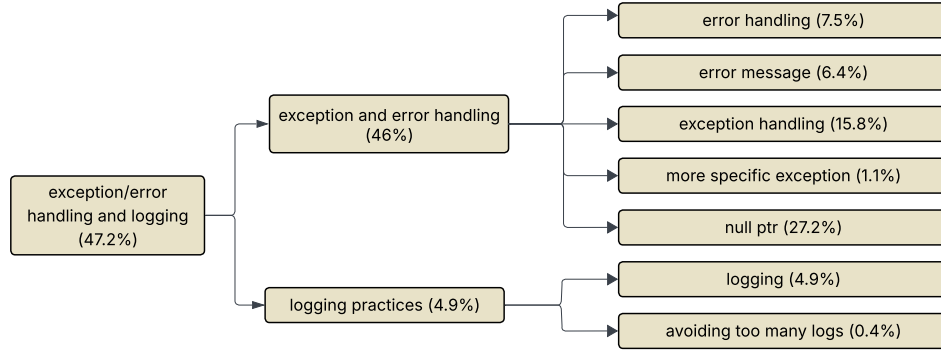 exception/error
handling and logging
(47.2%)
exception and error handling
(46%)
logging practices (4.9%)
error handling (7.5%)
error message (6.4%)
exception handling (15.8%)
more specific exception (1.1%)
null ptr (27.2%)
logging (4.9%)
avoiding too many logs (0.4%)